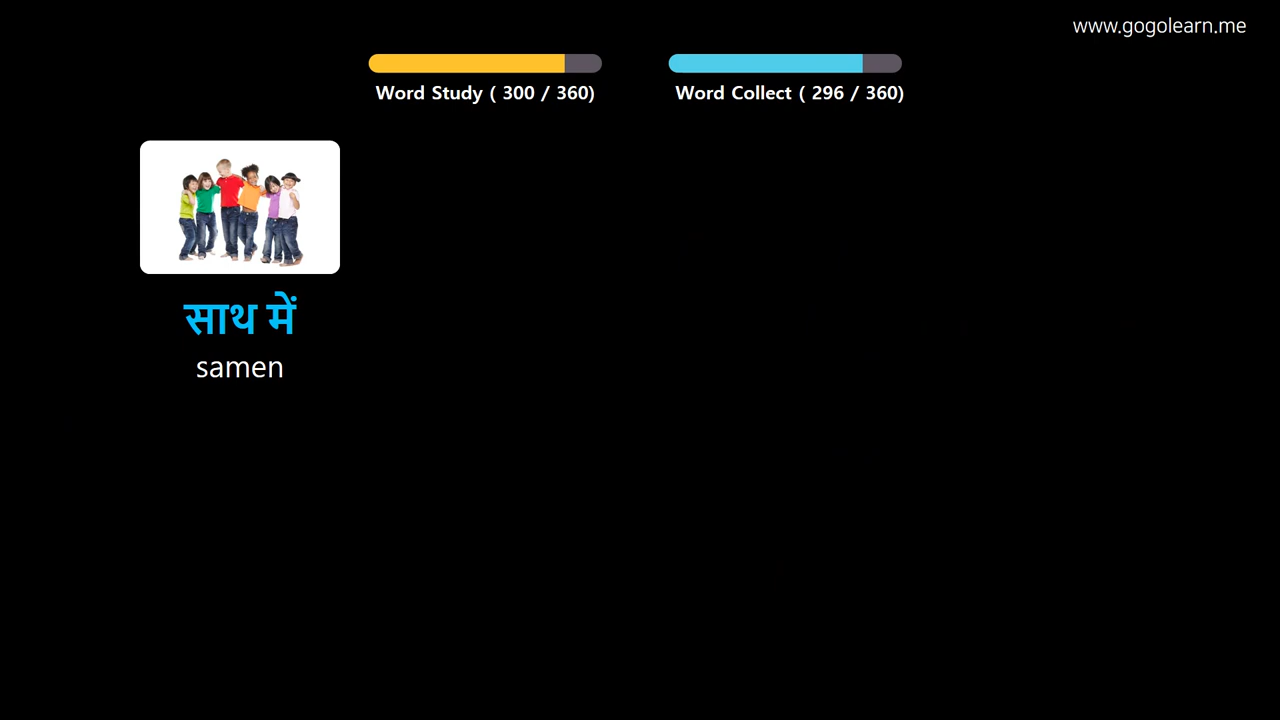 www.gogolearn.me
Word Study ( 300 / 360)
Word Collect ( 296 / 360)
साथ में
samen